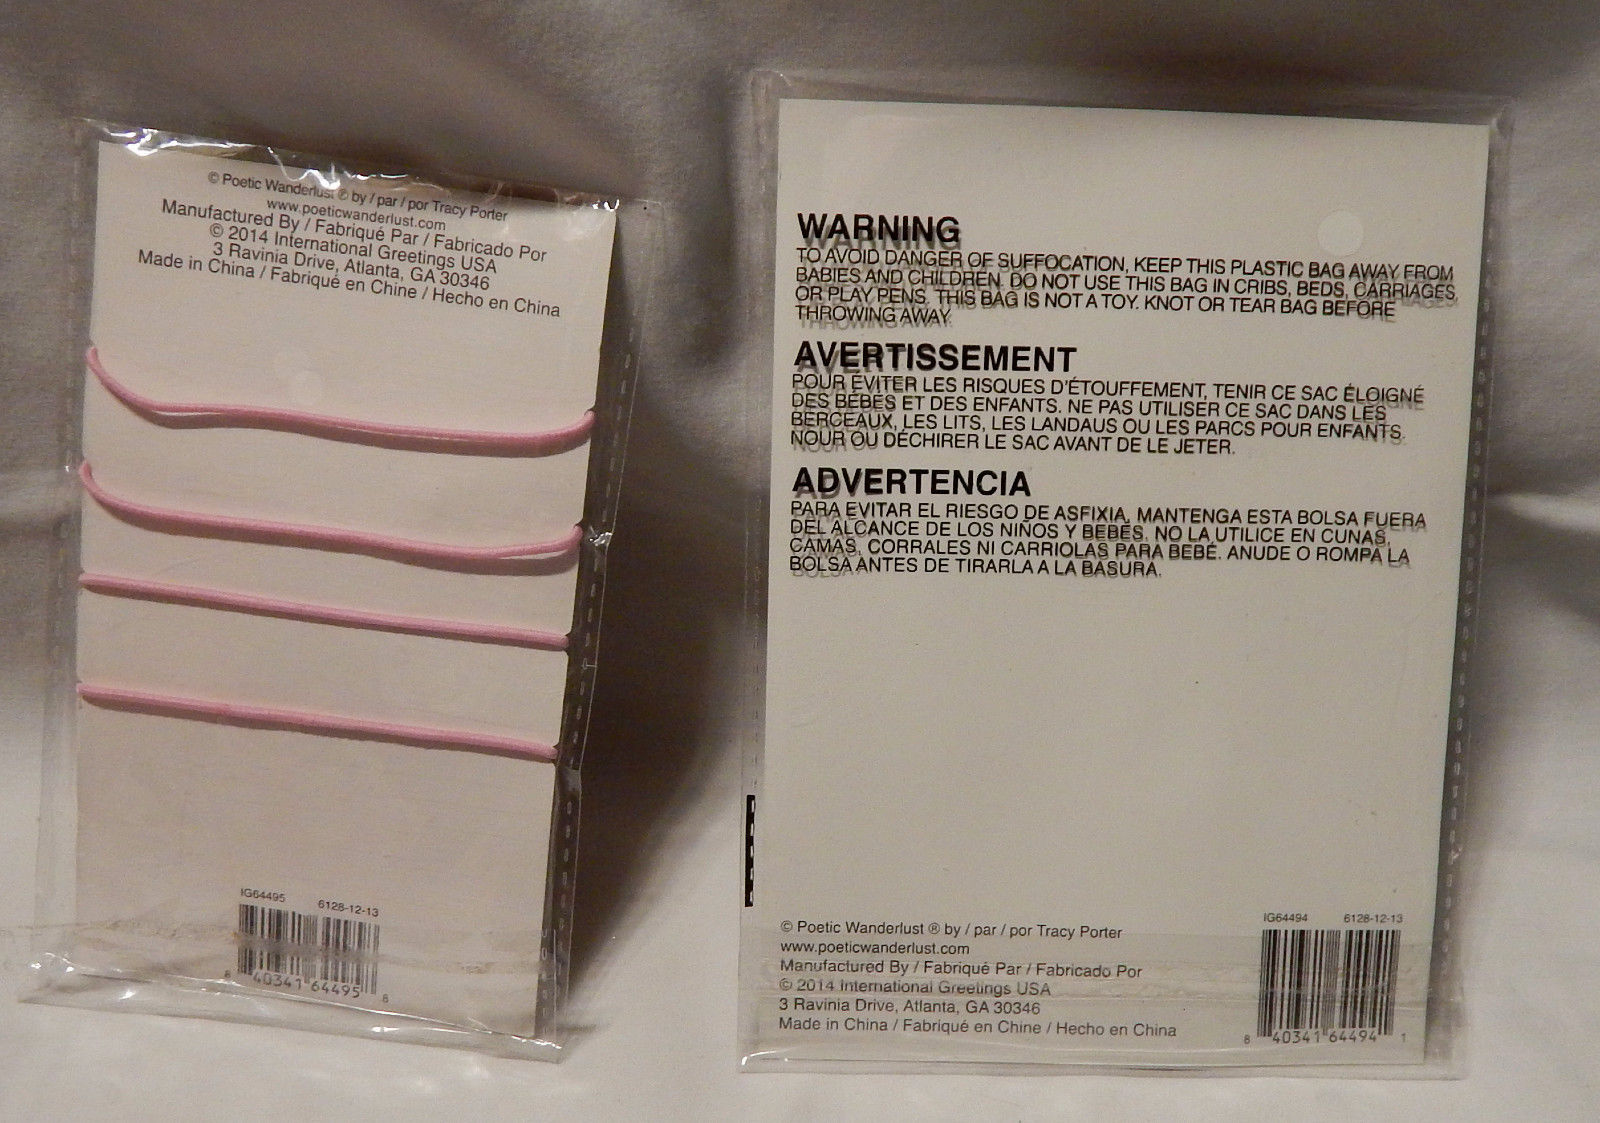 © Poetic Wanderlust ® by / par / por Tracy Porter
www.poeticwanderlust.com
Manufactured By / Fabriqué Par / Fabricado Por
© 2014 International Greetings USA
3 Ravinia Drive, Atlanta, GA 30346
Made in China / Fabriqué en Chine / Hecho en China
IG64495 6128-12-13
8 40341 64495 8
WARNING
TO AVOID DANGER OF SUFFOCATION, KEEP THIS PLASTIC BAG AWAY FROM
BABIES AND CHILDREN. DO NOT USE THIS BAG IN CRIBS, BEDS, CARRIAGES
OR PLAY PENS. THIS BAG IS NOT A TOY. KNOT OR TEAR BAG BEFORE
THROWING AWAY.
AVERTISSEMENT
POUR ÉVITER LES RISQUES D'ÉTOUFFEMENT, TENIR CE SAC ÉLOIGNÉ
DES BÉBÉS ET DES ENFANTS. NE PAS UTILISER CE SAC DANS LES
BERCEAUX, LES LITS, LES LANDAUS OU LES PARCS POUR ENFANTS.
NOUR OU DÉCHIRER LE SAC AVANT DE LE JETER.
ADVERTENCIA
PARA EVITAR EL RIESGO DE ASFIXIA, MANTENGA ESTA BOLSA FUERA
DEL ALCANCE DE LOS NIÑOS Y BEBÉS. NO LA UTILICE EN CUNAS,
CAMAS, CORRALES NI CARRIOLAS PARA BEBÉ. ANUDE O ROMPA LA
BOLSA ANTES DE TIRARLA A LA BASURA.
© Poetic Wanderlust ® by / par / por Tracy Porter
www.poeticwanderlust.com
Manufactured By / Fabriqué Par / Fabricado Por
© 2014 International Greetings USA
3 Ravinia Drive, Atlanta, GA 30346
Made in China / Fabriqué en Chine / Hecho en China
IG64494 6128-12-13
8 40341 64494 1